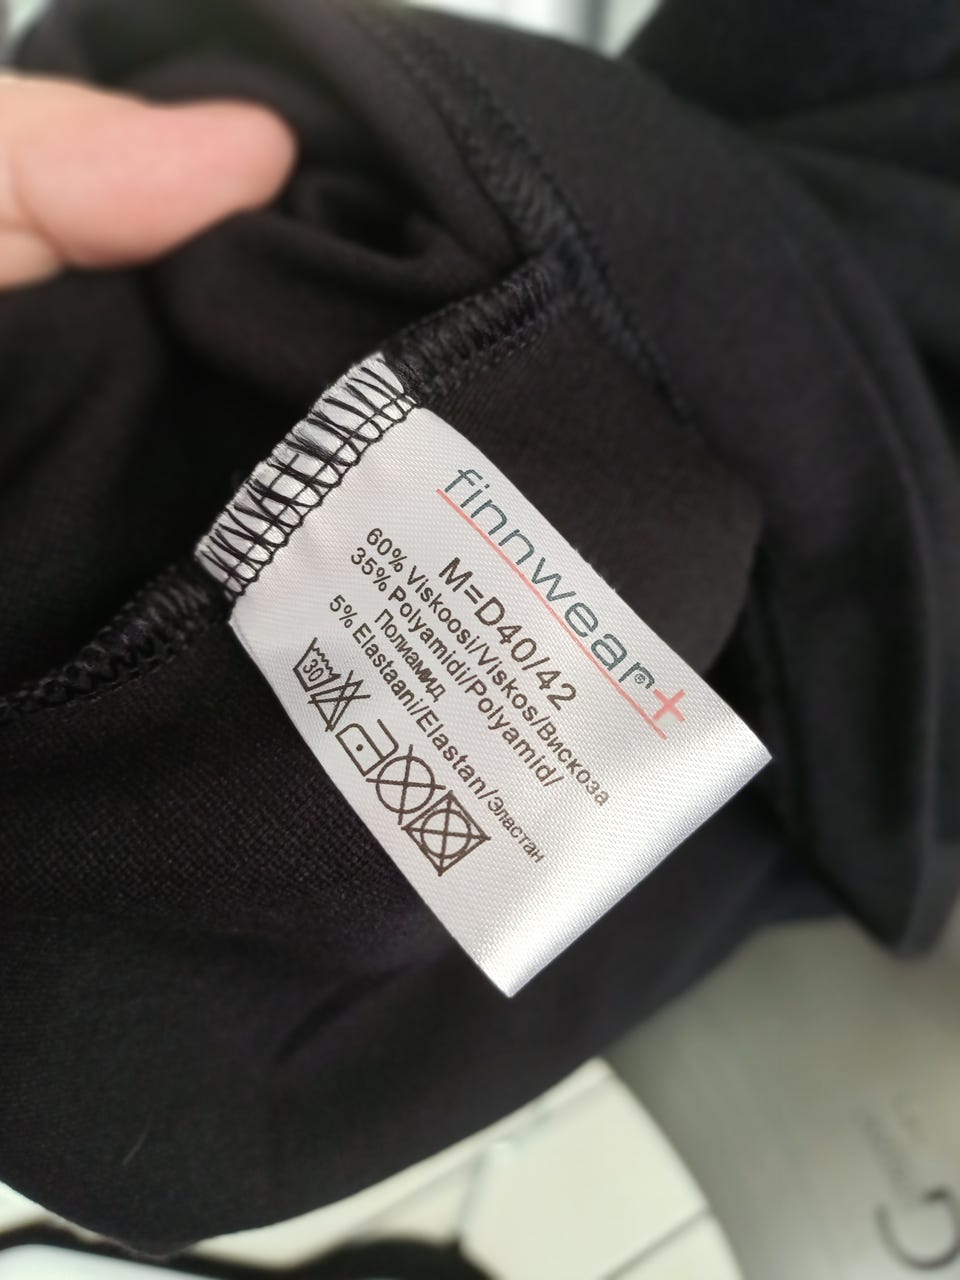 finnwear®+
M=D40/42
60% Viskoosi/Viskos/Вискоза
35% Polyamidi/Polyamid/
Полиамид
5% Elastaani/Elastan/Эластан
30